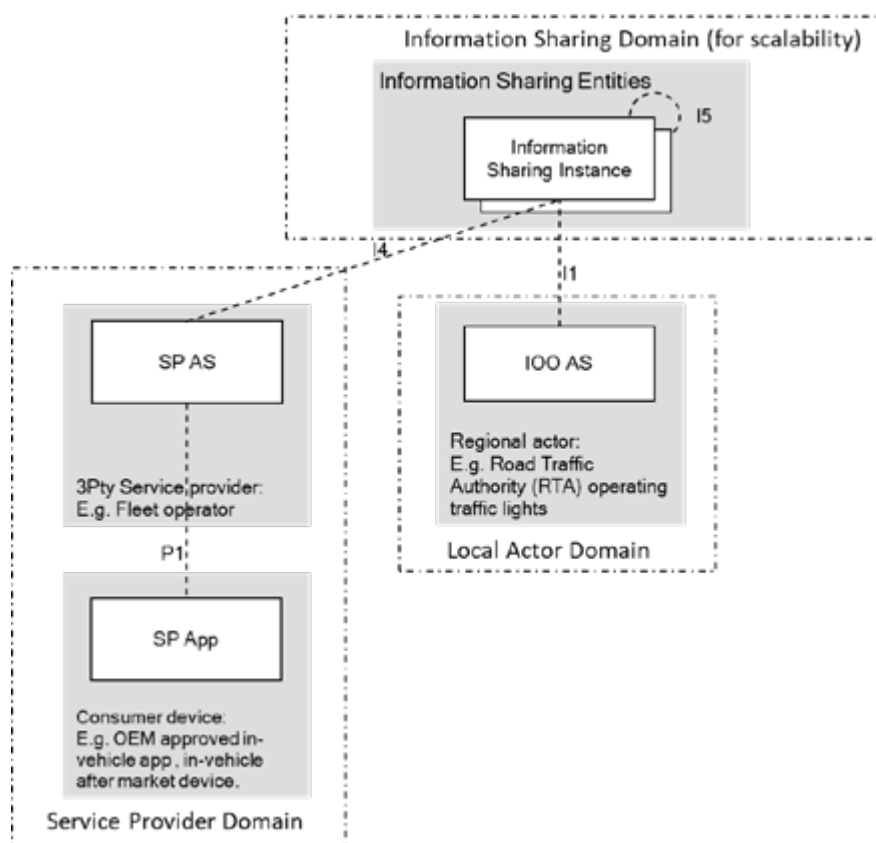 Information Sharing Domain (for scalability)
Information Sharing Entities
I5
Information
Sharing Instance
I4
I1
SP AS
IOO AS
3Pty Service provider:
E.g. Fleet operator
Regional actor:
E.g. Road Traffic
Authority (RTA) operating
traffic lights
Local Actor Domain
P1
SP App
Consumer device:
E.g. OEM approved in-
vehicle app , in-vehicle
after market device.
Service Provider Domain